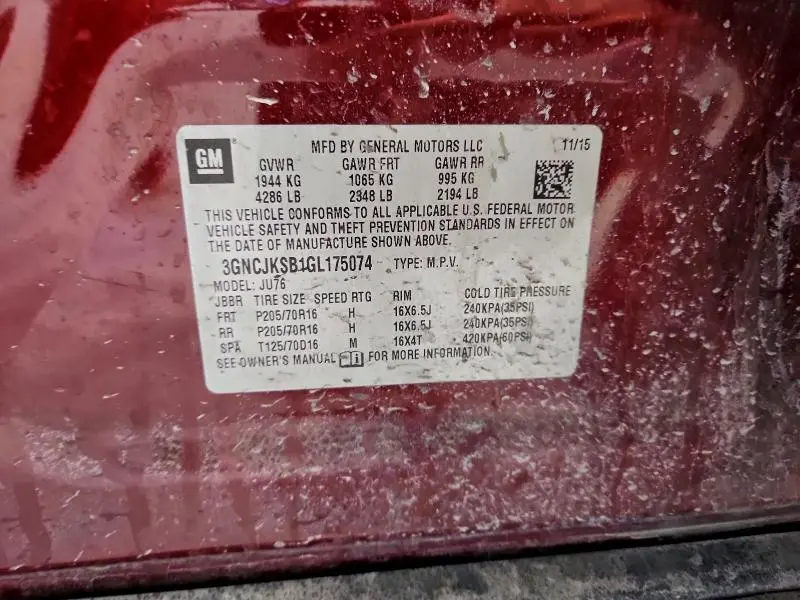 GM
MFD BY GENERAL MOTORS LLC 11/15
GVWR GAWR FRT GAWR RR
1944 KG 1065 KG 995 KG
4286 LB 2348 LB 2194 LB
THIS VEHICLE CONFORMS TO ALL APPLICABLE U.S. FEDERAL MOTOR
VEHICLE SAFETY AND THEFT PREVENTION STANDARDS IN EFFECT ON
THE DATE OF MANUFACTURE SHOWN ABOVE.
3GNCJKSB1GL175074 TYPE: M.P.V.
MODEL: JU76
JBBR TIRE SIZE SPEED RTG RIM COLD TIRE PRESSURE
FRT P205/70R16 H 16X6.5J 240KPA(35PSI)
RR P205/70R16 H 16X6.5J 240KPA(35PSI)
SPA T125/70D16 M 16X4T 420KPA(60PSI)
SEE OWNER'S MANUAL FOR MORE INFORMATION.